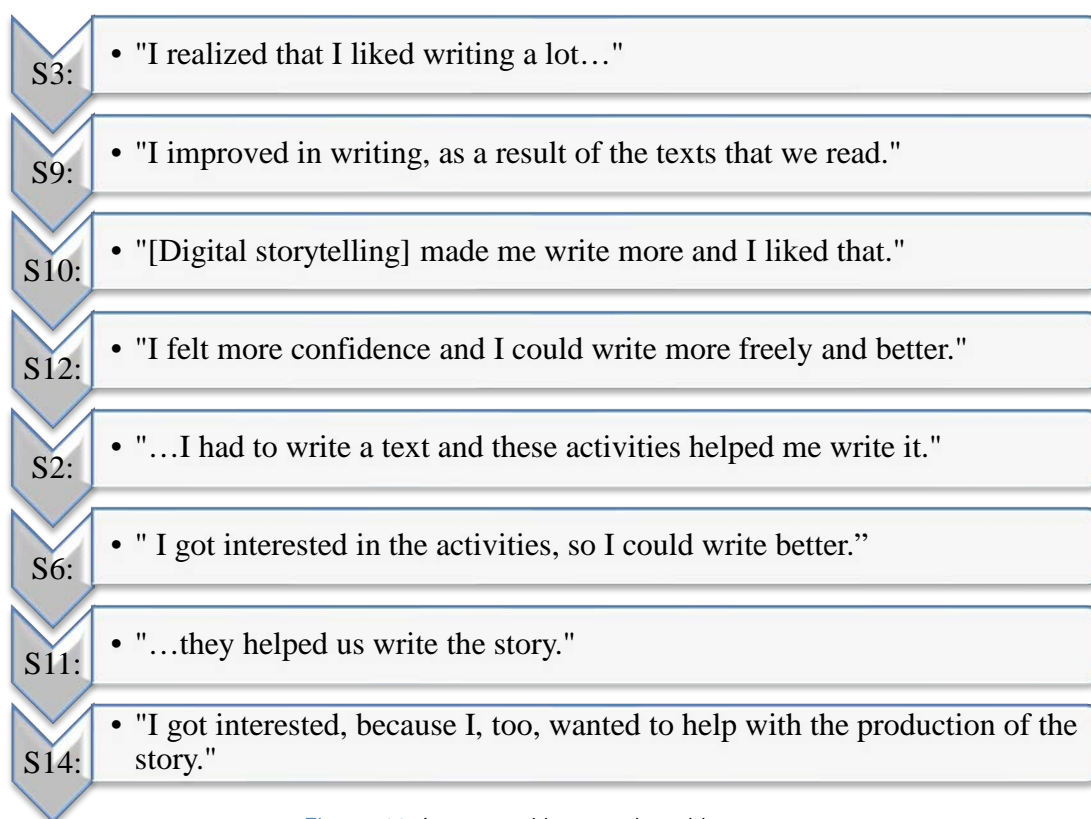 S3:
• "I realized that I liked writing a lot…"
S9:
• "I improved in writing, as a result of the texts that we read."
S10:
• "[Digital storytelling] made me write more and I liked that."
S12:
• "I felt more confidence and I could write more freely and better."
S2:
• "…I had to write a text and these activities helped me write it."
S6:
• " I got interested in the activities, so I could write better.”
S11:
• "…they helped us write the story."
S14:
• "I got interested, because I, too, wanted to help with the production of the
story."